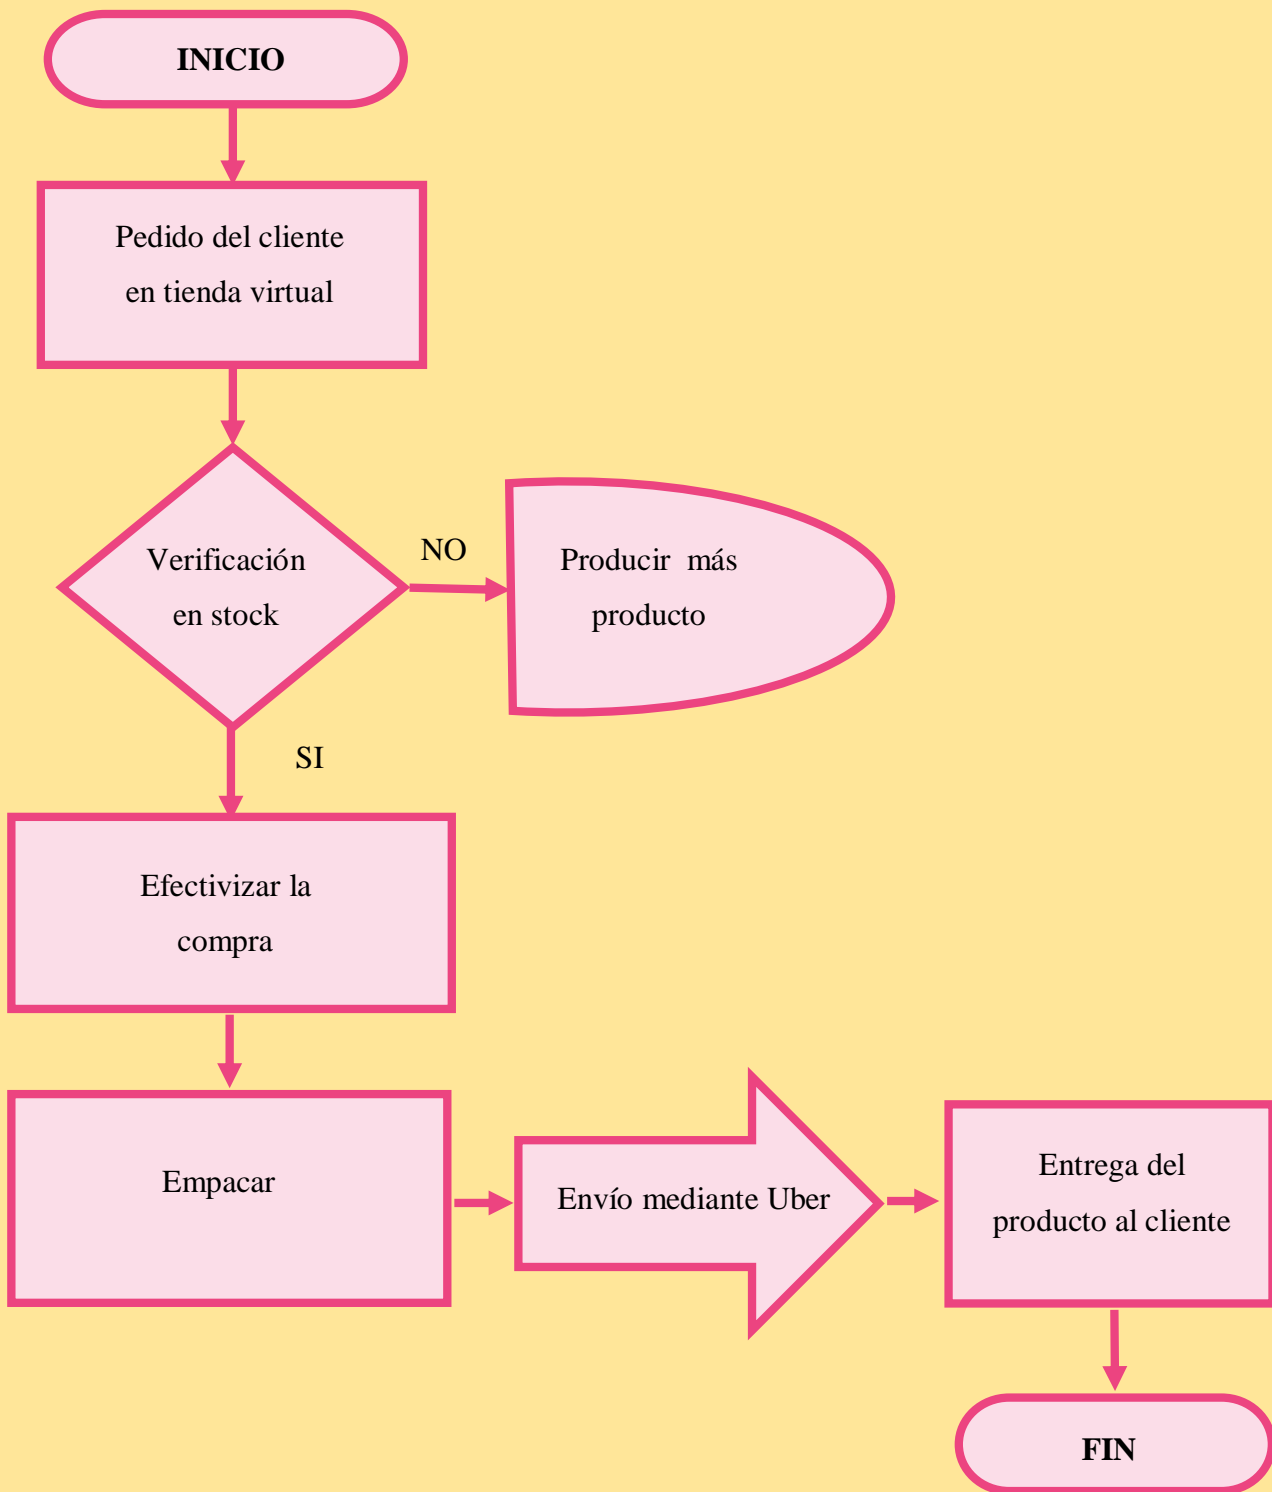 INICIO
Pedido del cliente
en tienda virtual
Verificación
en stock
NO
Producir  más
producto
SI
Efectivizar la
compra
Empacar
Envío mediante Uber
Entrega del
producto al cliente
FIN